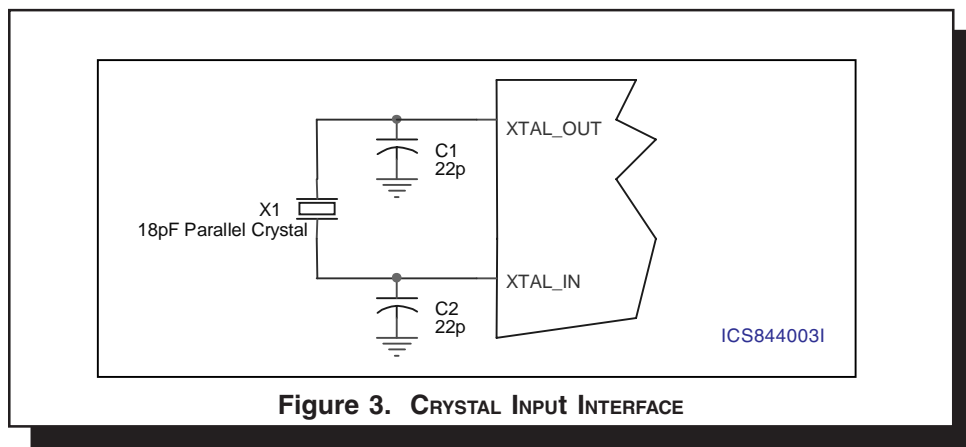 XTAL_OUT
C1
22p
X1
18pF Parallel Crystal
XTAL_IN
C2
22p
ICS844003I
Figure 3. CRYSTAL INPUt INTERFACE